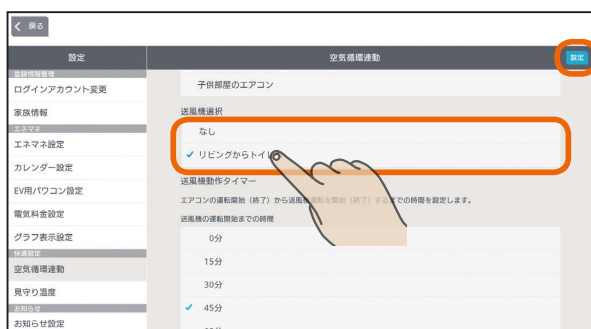 戻る
設定
空気循環連動
設定
登録情報管理
ログインアカウント変更
家族情報
エネマネ
エネマネ設定
カレンダー設定
EV用パワコン設定
電気料金設定
グラフ表示設定
快適設定
空気循環連動
見守り温度
お知らせ
お知らせ設定
子供部屋のエアコン
送風機選択
なし
リビングからトイレ
送風機動作タイマー
エアコンの運転開始（終了）から送風機運転を開始（終了）するまでの時間を設定します。
送風機の運転開始までの時間
0分
15分
30分
45分